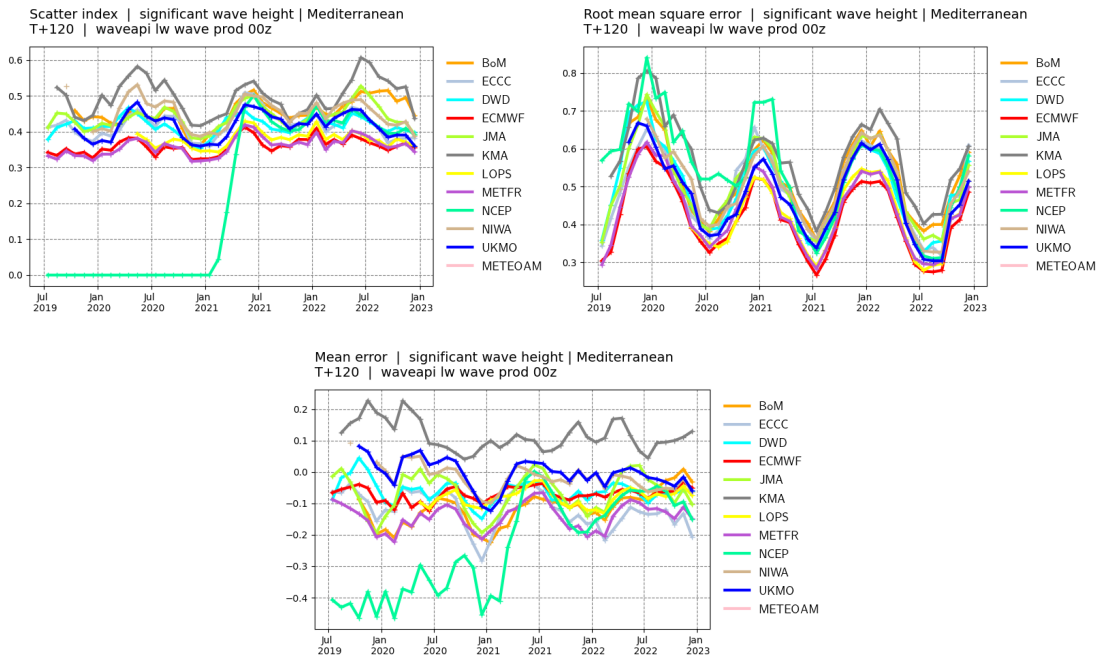 Scatter index | significant wave height | Mediterranean
T+120 | waveapi lw wave prod 00z
0.6
0.5
0.4
0.3
0.2
0.1
0.0
Jul 2019
Jan 2020
Jul 2020
Jan 2021
Jul 2021
Jan 2022
Jul 2022
Jan 2023
BoM
ECCC
DWD
ECMWF
JMA
KMA
LOPS
METFR
NCEP
NIWA
UKMO
METEOAM
Root mean square error | significant wave height | Mediterranean
T+120 | waveapi lw wave prod 00z
0.8
0.7
0.6
0.5
0.4
0.3
Jul 2019
Jan 2020
Jul 2020
Jan 2021
Jul 2021
Jan 2022
Jul 2022
Jan 2023
BoM
ECCC
DWD
ECMWF
JMA
KMA
LOPS
METFR
NCEP
NIWA
UKMO
METEOAM
Mean error | significant wave height | Mediterranean
T+120 | waveapi lw wave prod 00z
0.2
0.1
0.0
−0.1
−0.2
−0.3
−0.4
Jul 2019
Jan 2020
Jul 2020
Jan 2021
Jul 2021
Jan 2022
Jul 2022
Jan 2023
BoM
ECCC
DWD
ECMWF
JMA
KMA
LOPS
METFR
NCEP
NIWA
UKMO
METEOAM